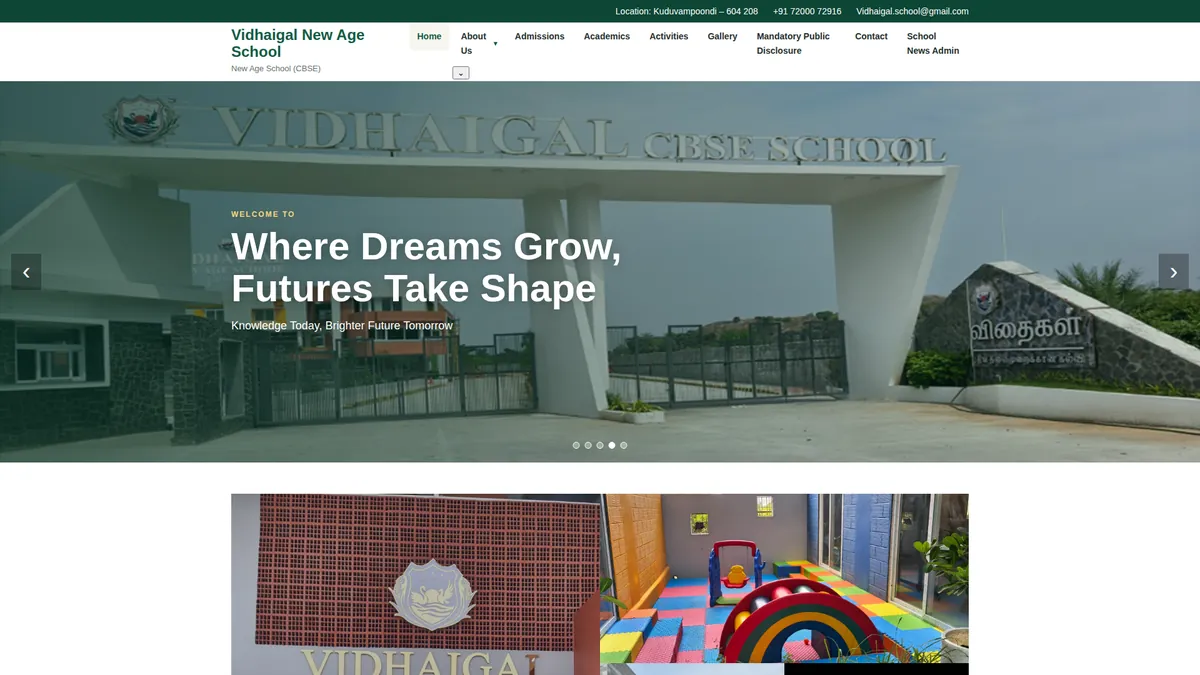 Location: Kuduvampoondi – 604 208 +91 72000 72916 Vidhaigal.school@gmail.com
Vidhaigal New Age
School
New Age School (CBSE)
Home
About
Us
Admissions
Academics
Activities
Gallery
Mandatory Public
Disclosure
Contact
School
News Admin
VIDHAIGAL CBSE SCHOOL
WELCOME TO
Where Dreams Grow,
Futures Take Shape
Knowledge Today, Brighter Future Tomorrow
விதைகள்
VIDHAIGAL